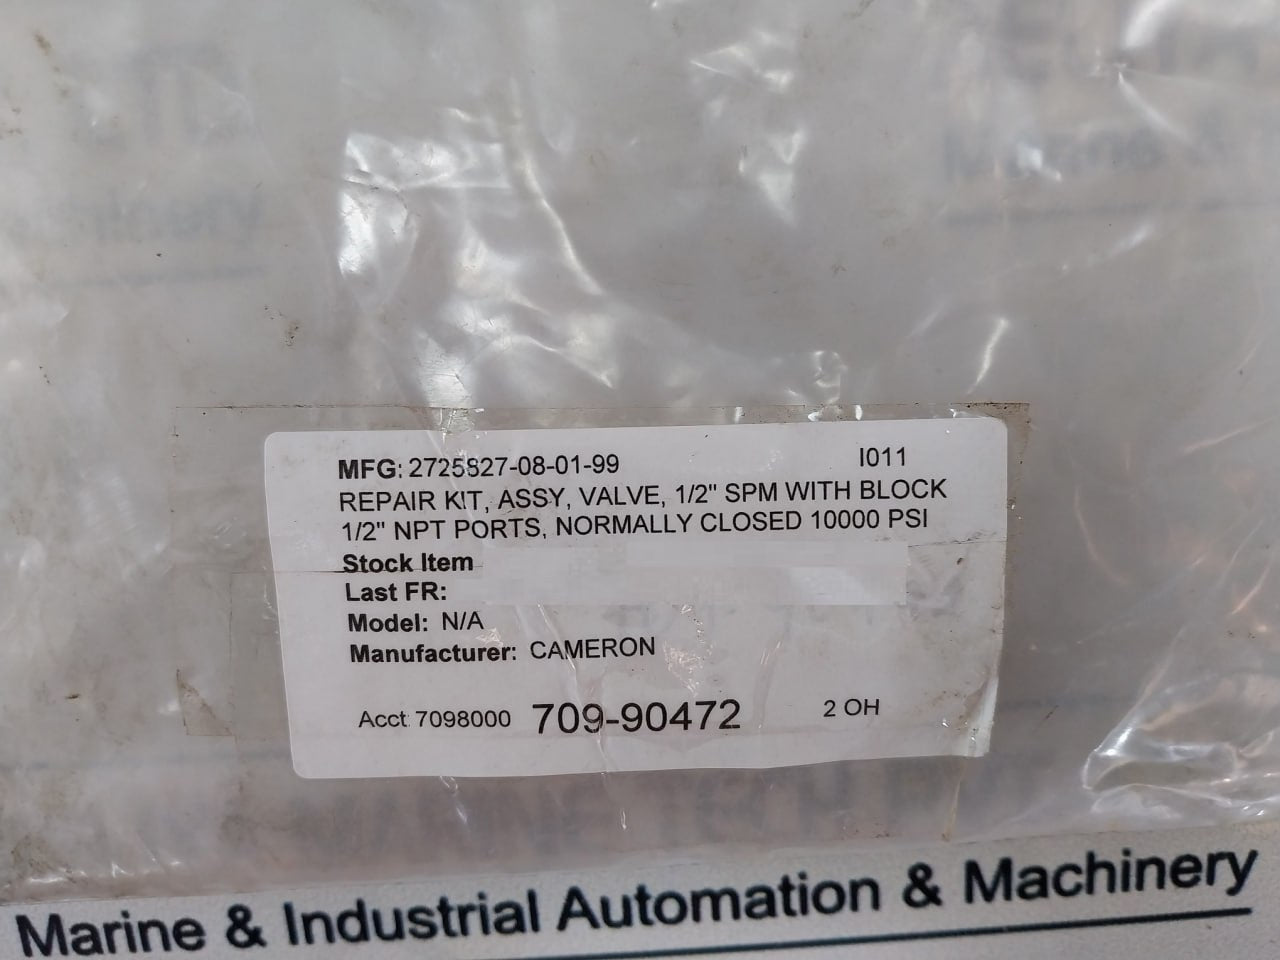 MFG: 2725827-08-01-99 I011
REPAIR KIT, ASSY, VALVE, 1/2" SPM WITH BLOCK
1/2" NPT PORTS, NORMALLY CLOSED 10000 PSI
Stock Item
Last FR:
Model: N/A
Manufacturer: CAMERON
Acct 7098000 709-90472 2 OH
Marine & Industrial Automation & Machinery